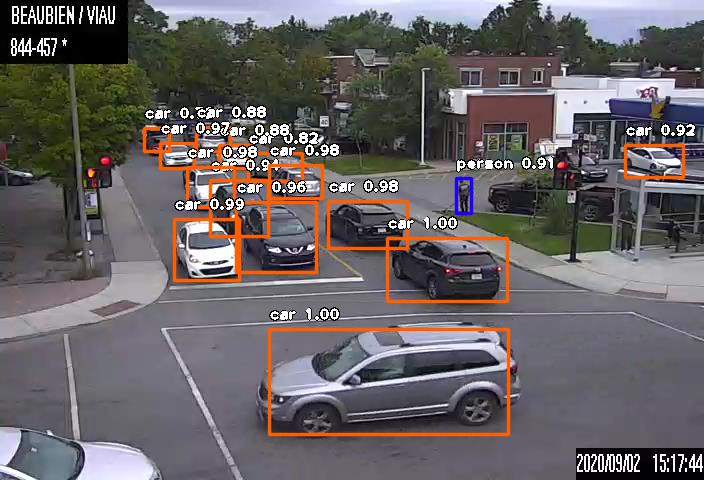 BEAUBIEN / VIAU
844-457 *
car 0.88
car 0.97
0.88
0.82
car 0.98
car 0.98
car 0.92
person 0.91
car 0.96
car 0.98
car 0.99
car 1.00
car 1.00
2020/09/02 15:17:44